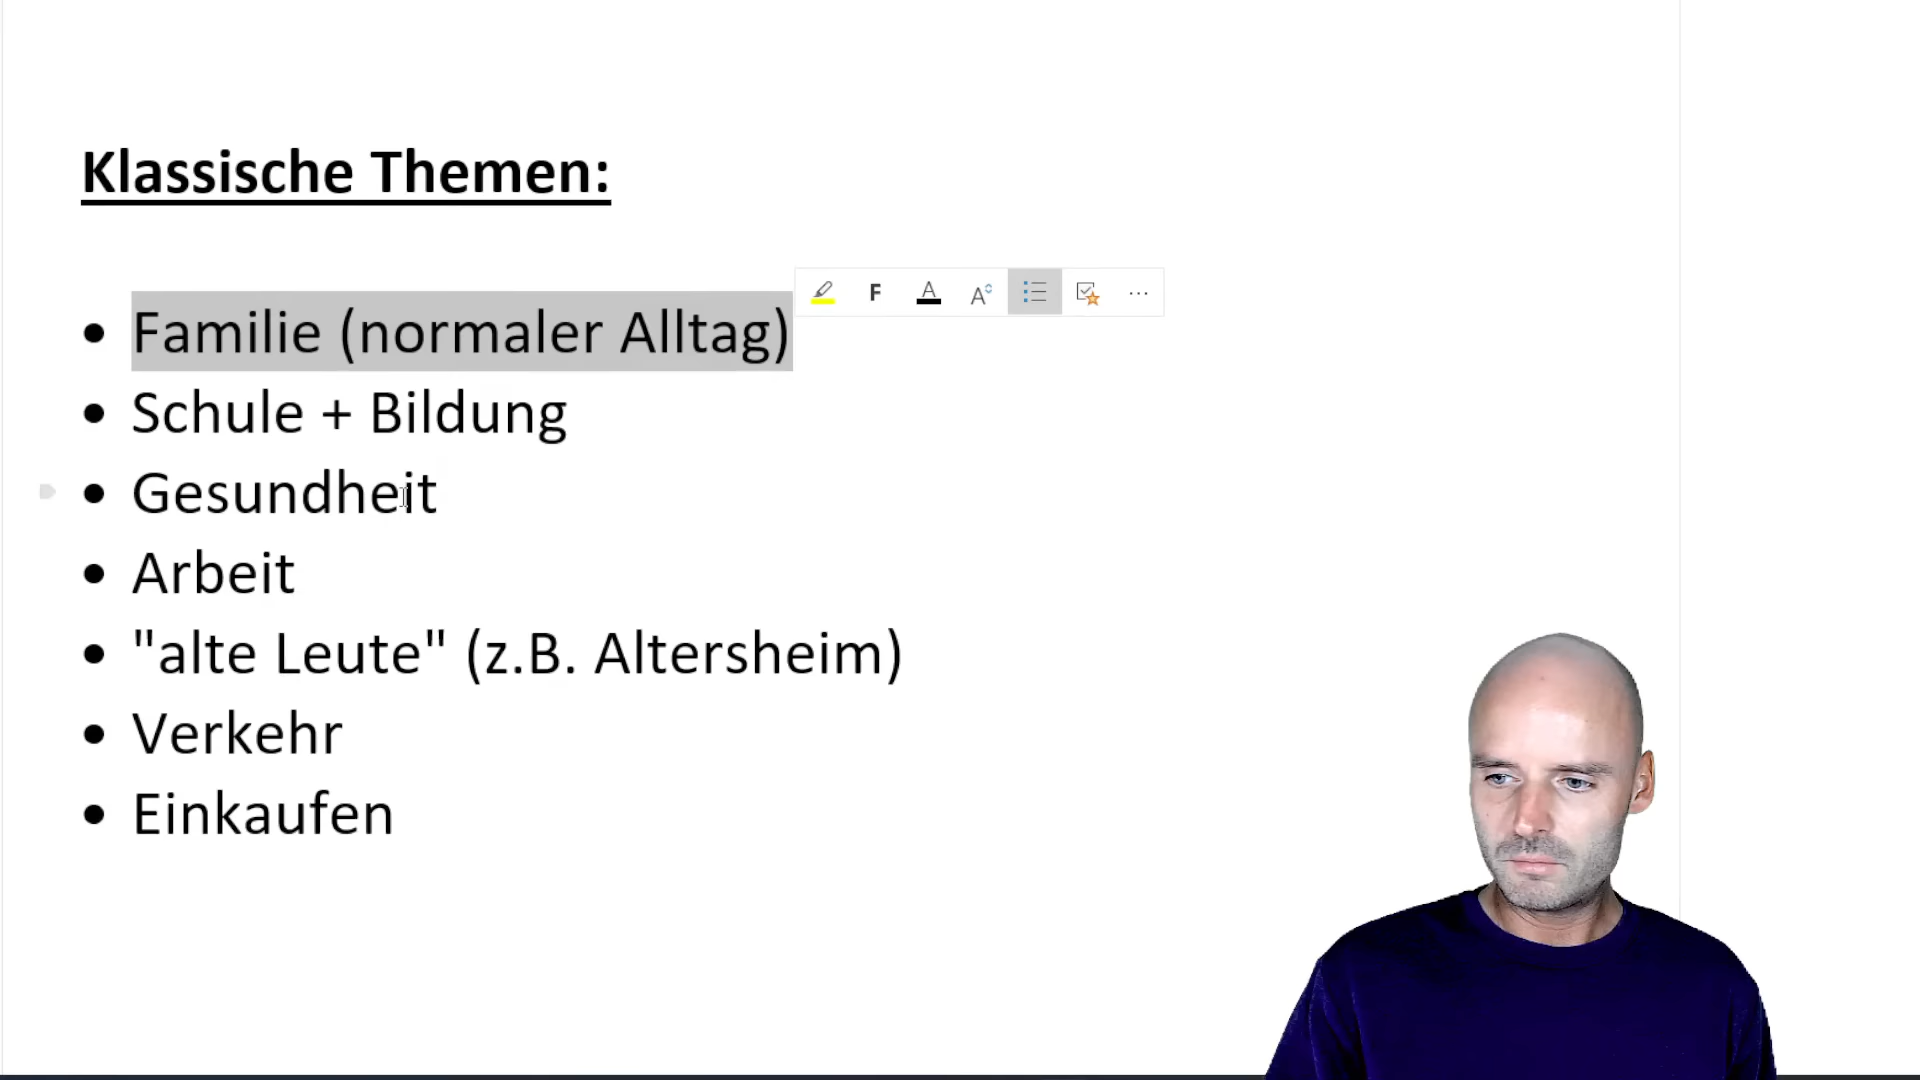 Klassische Themen:
F A A ...
• Familie (normaler Alltag)
• Schule + Bildung
• Gesundheit
• Arbeit
• "alte Leute" (z.B. Altersheim)
• Verkehr
• Einkaufen